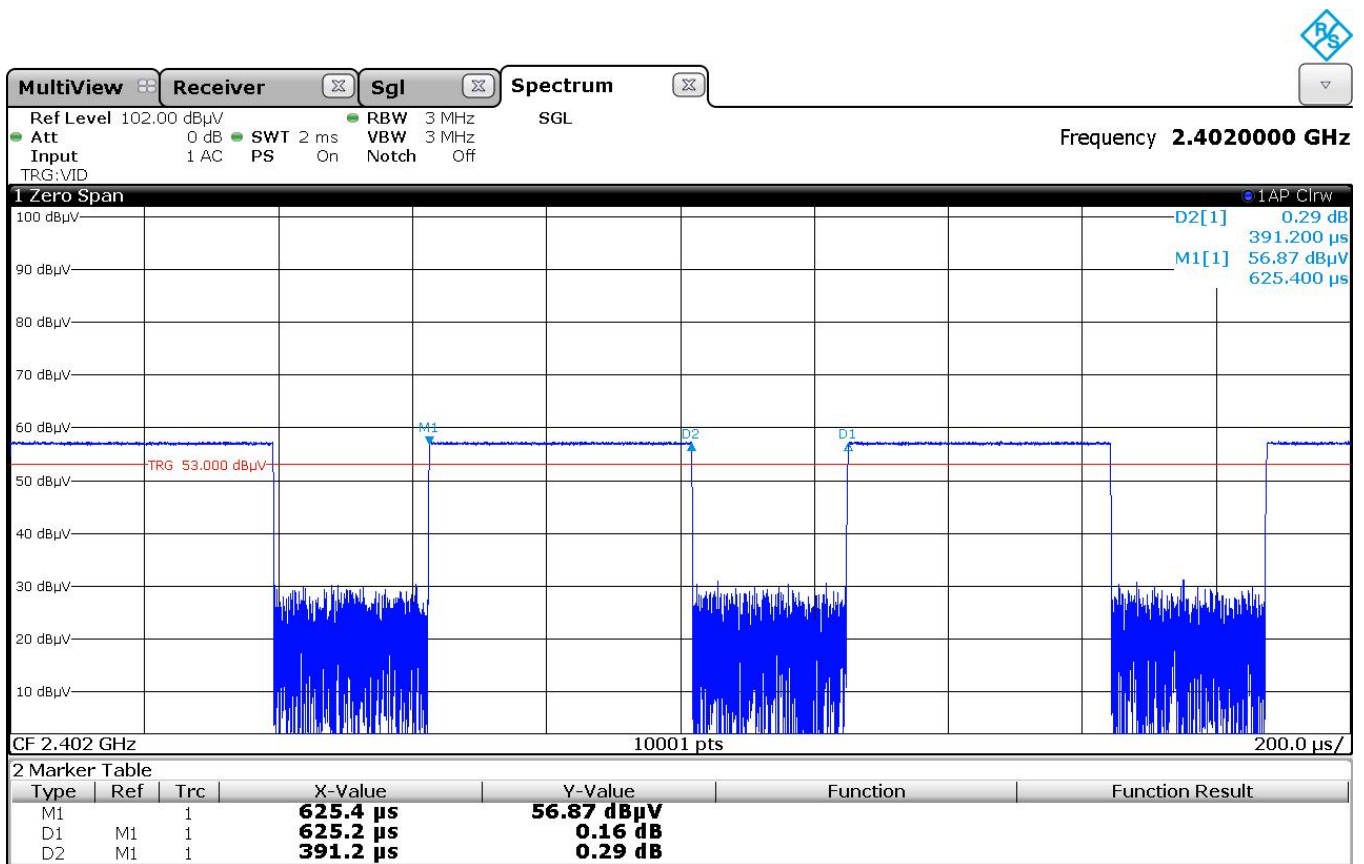 R&S
MultiView Receiver Sgl Spectrum
Ref Level 102.00 dBµV RBW 3 MHz SGL
Att 0 dB SWT 2 ms VBW 3 MHz Frequency 2.4020000 GHz
Input 1 AC PS On Notch Off
TRG:VID
1 Zero Span 1AP Clrw
100 dBµV D2[1] 0.29 dB
391.200 µs
M1[1] 56.87 dBµV
90 dBµV 625.400 µs
80 dBµV
70 dBµV
60 dBµV M1 D2 D1
TRG 53.000 dBµV
50 dBµV
40 dBµV
30 dBµV
20 dBµV
10 dBµV
CF 2.402 GHz 10001 pts 200.0 µs/
2 Marker Table
Type Ref Trc X-Value Y-Value Function Function Result
M1 1 625.4 µs 56.87 dBµV
D1 M1 1 625.2 µs 0.16 dB
D2 M1 1 391.2 µs 0.29 dB